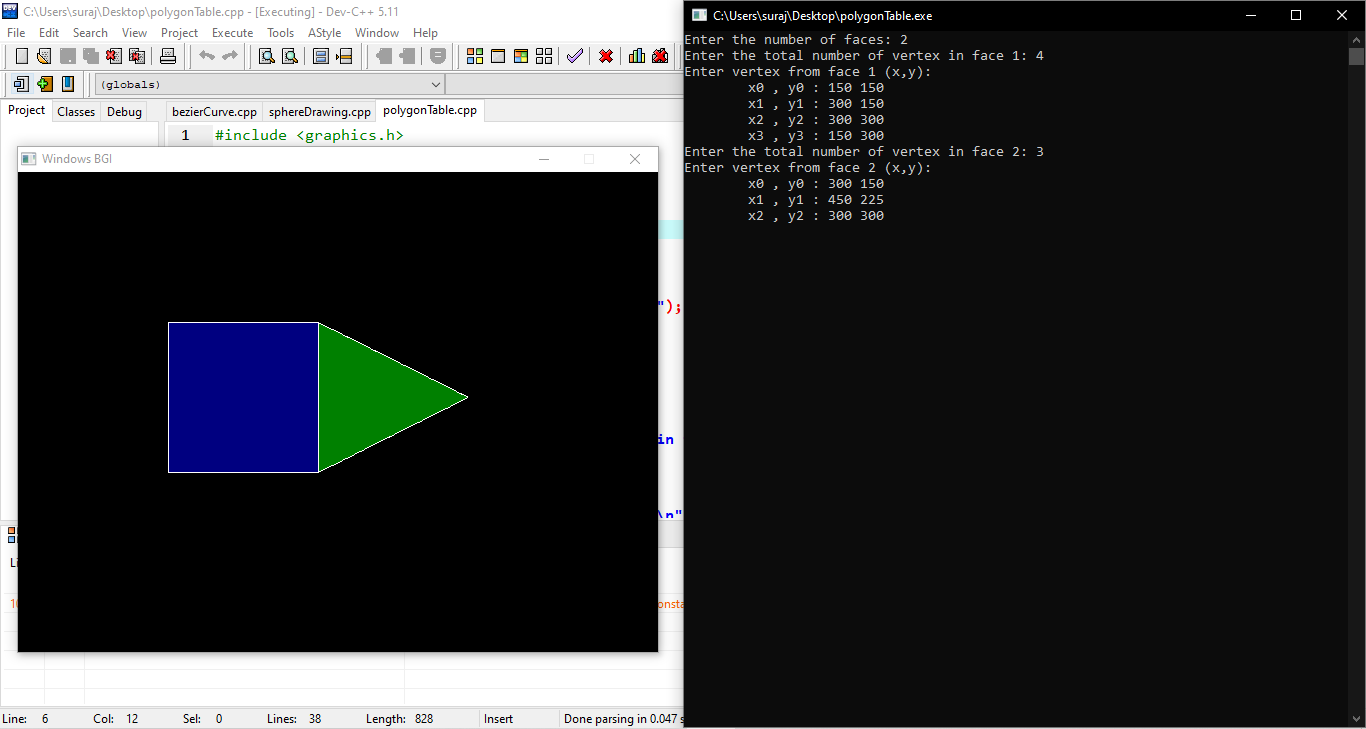 C:\Users\suraj\Desktop\polygonTable.cpp - [Executing] - Dev-C++ 5.11
File Edit Search View Project Execute Tools AStyle Window Help
(globals)
Project Classes Debug
bezierCurve.cpp sphereDrawing.cpp polygonTable.cpp
1 #include <graphics.h>
Windows BGI
");
in
\n"
Line: 6 Col: 12 Sel: 0 Lines: 38 Length: 828 Insert Done parsing in 0.047 s
C:\Users\suraj\Desktop\polygonTable.exe
Enter the number of faces: 2
Enter the total number of vertex in face 1: 4
Enter vertex from face 1 (x,y):
x0 , y0 : 150 150
x1 , y1 : 300 150
x2 , y2 : 300 300
x3 , y3 : 150 300
Enter the total number of vertex in face 2: 3
Enter vertex from face 2 (x,y):
x0 , y0 : 300 150
x1 , y1 : 450 225
x2 , y2 : 300 300